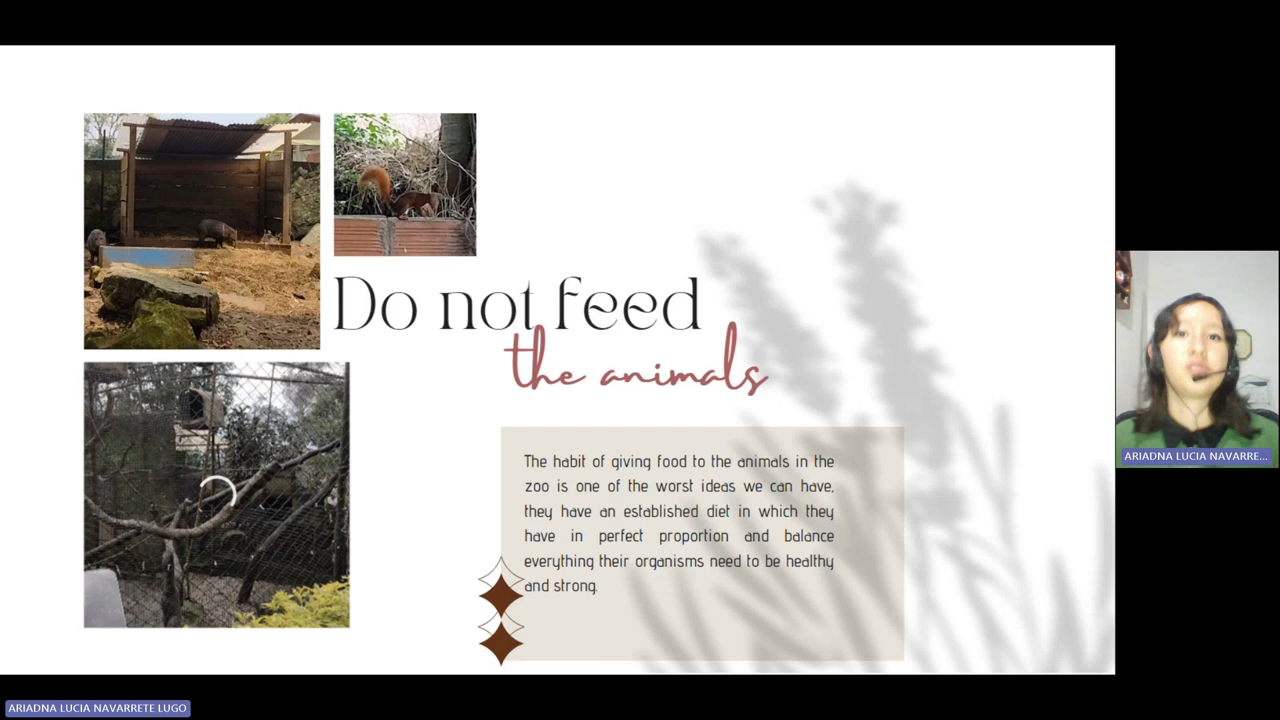 Do not feed
the animals
The habit of giving food to the animals in the
zoo is one of the worst ideas we can have,
they have an established diet in which they
have in perfect proportion and balance
everything their organisms need to be healthy
and strong.
ARIADNA LUCIA NAVARRE...
ARIADNA LUCIA NAVARRETE LUGO